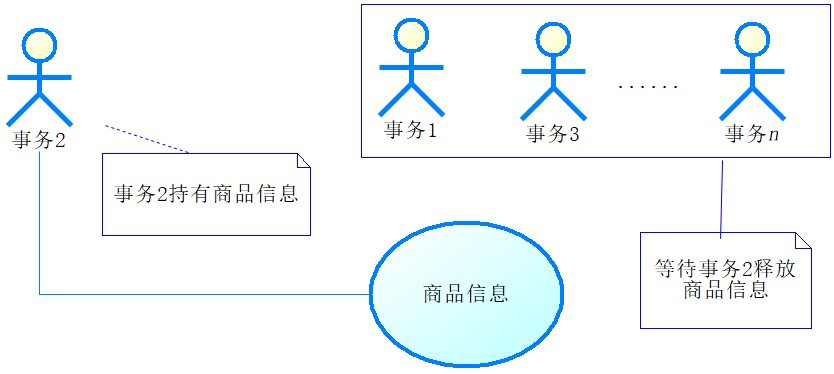 事务1
事务3
......
事务n
事务2
事务2持有商品信息
商品信息
等待事务2释放
商品信息